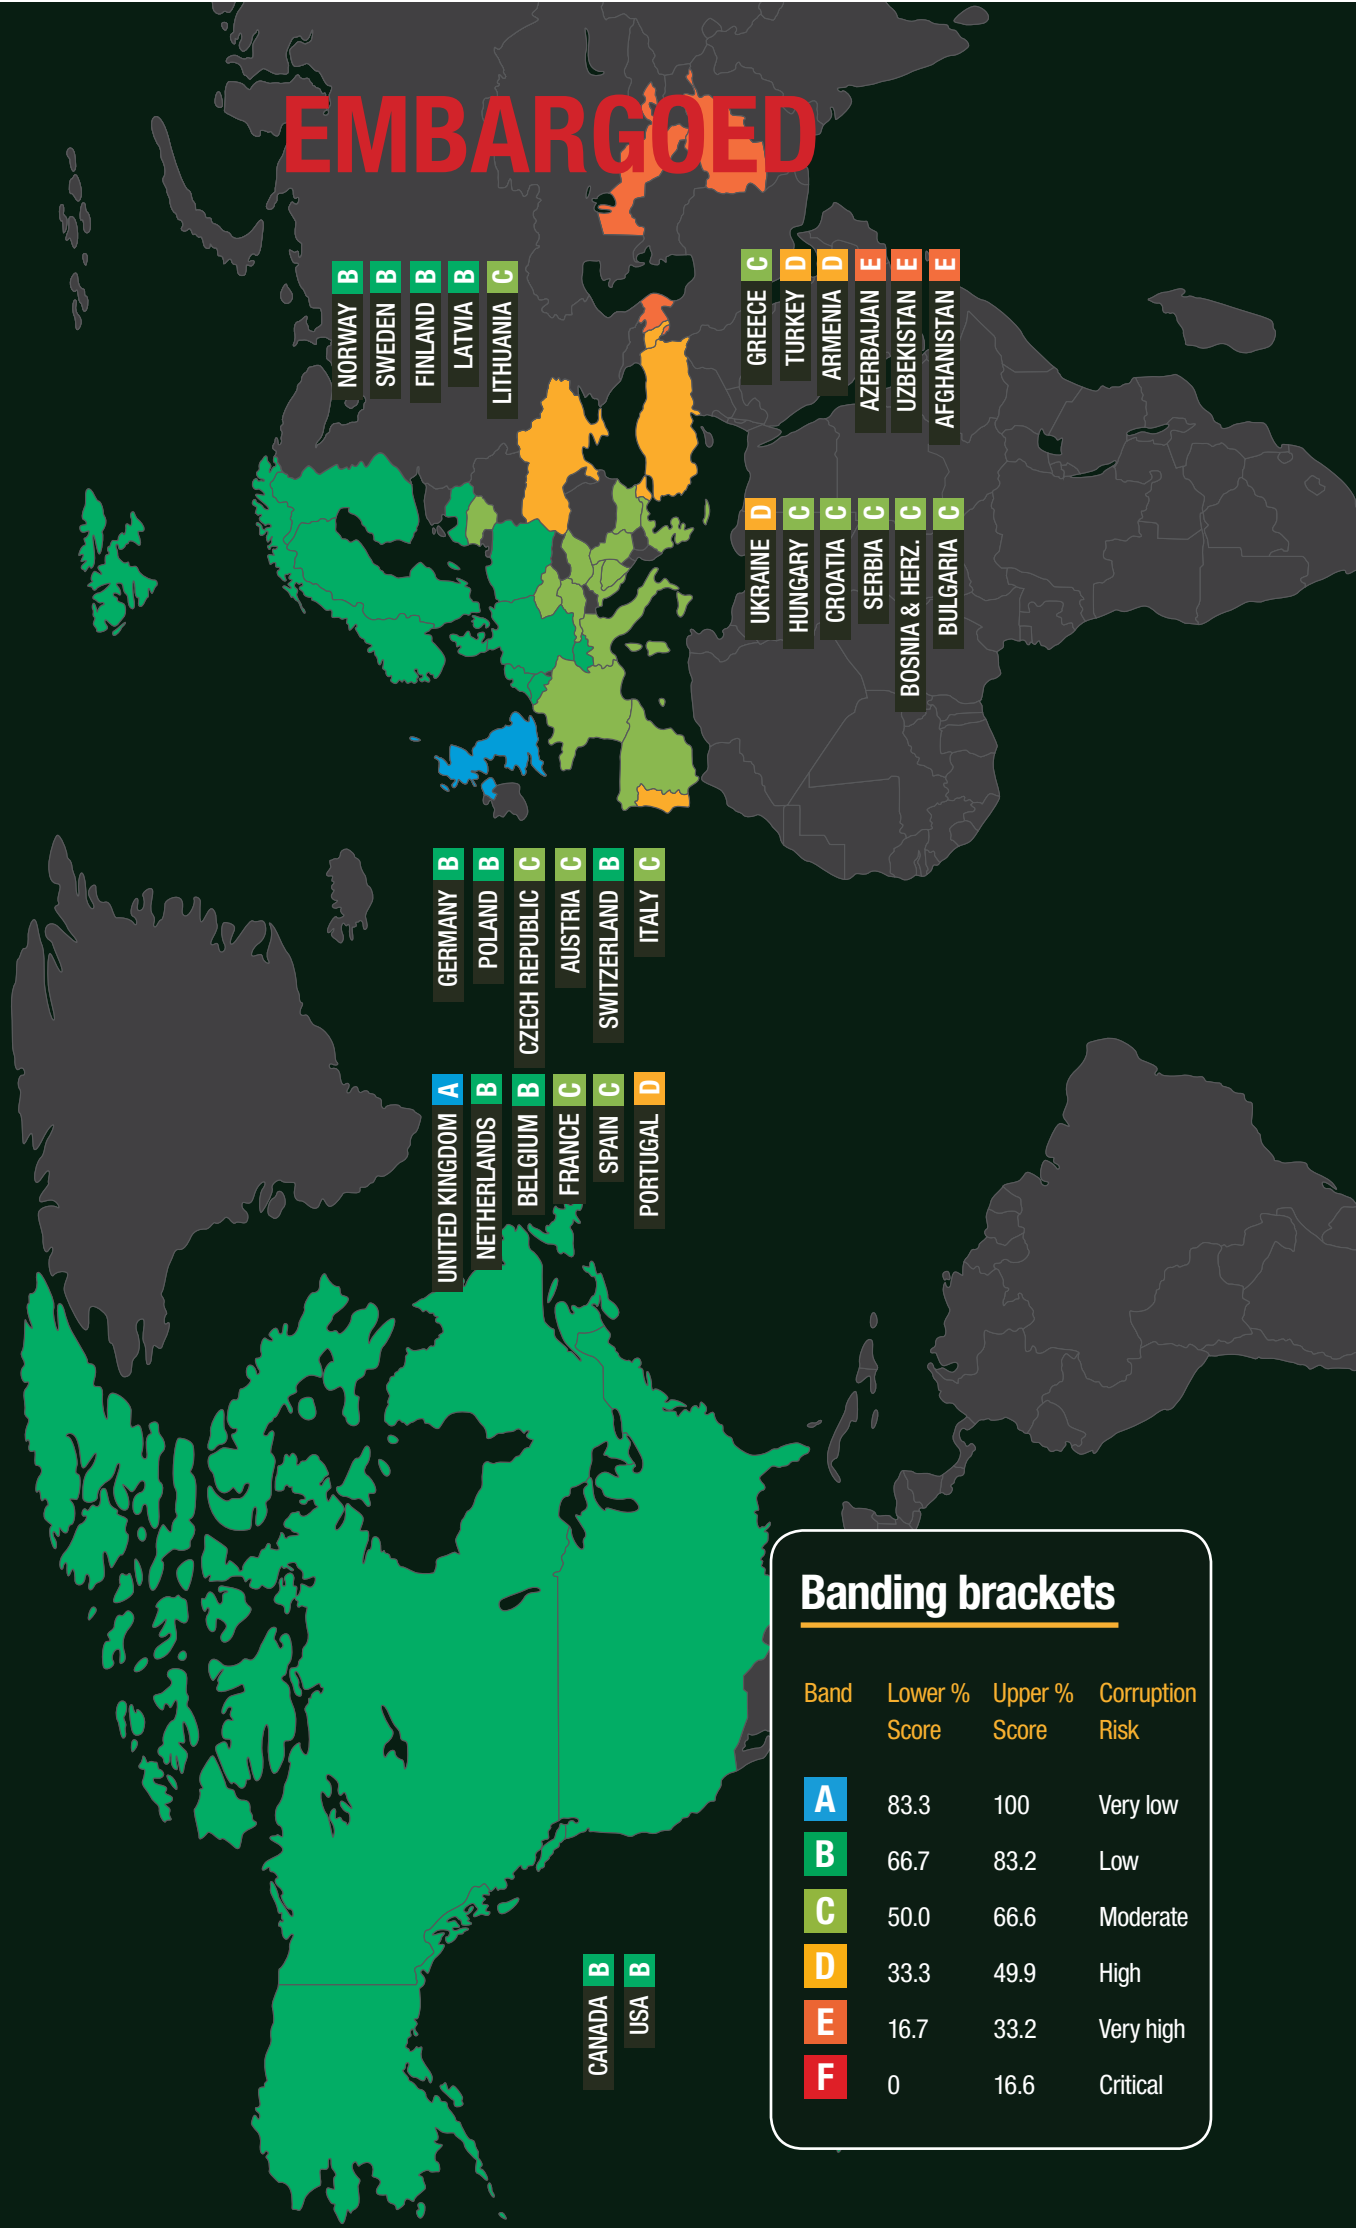 EMBARGOED
NORWAY B
SWEDEN B
FINLAND B
LATVIA B
LITHUANIA C
GREECE C
TURKEY D
ARMENIA D
AZERBAIJAN E
UZBEKISTAN E
AFGHANISTAN E
UKRAINE D
HUNGARY C
CROATIA C
SERBIA C
BOSNIA & HERZ. C
BULGARIA C
GERMANY B
POLAND B
CZECH REPUBLIC C
AUSTRIA C
SWITZERLAND B
ITALY C
UNITED KINGDOM A
NETHERLANDS B
BELGIUM B
FRANCE C
SPAIN C
PORTUGAL D
CANADA B
USA B
Banding brackets
Band Lower % Upper % Corruption
Score Score Risk
A 83.3 100 Very low
B 66.7 83.2 Low
C 50.0 66.6 Moderate
D 33.3 49.9 High
E 16.7 33.2 Very high
F 0 16.6 Critical